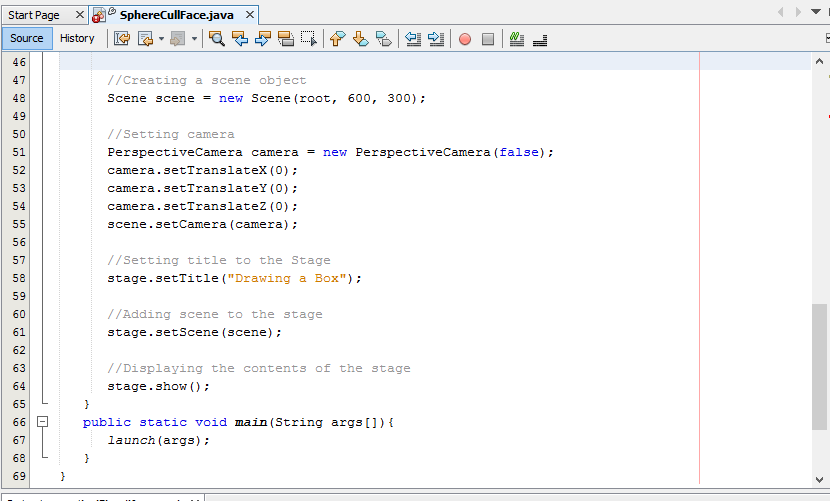 Start Page
SphereCullFace.java
Source History
46
47 //Creating a scene object
48 Scene scene = new Scene(root, 600, 300);
49
50 //Setting camera
51 PerspectiveCamera camera = new PerspectiveCamera(false);
52 camera.setTranslateX(0);
53 camera.setTranslateY(0);
54 camera.setTranslateZ(0);
55 scene.setCamera(camera);
56
57 //Setting title to the Stage
58 stage.setTitle("Drawing a Box");
59
60 //Adding scene to the stage
61 stage.setScene(scene);
62
63 //Displaying the contents of the stage
64 stage.show();
65 }
66 public static void main(String args[]){
67 launch(args);
68 }
69 }